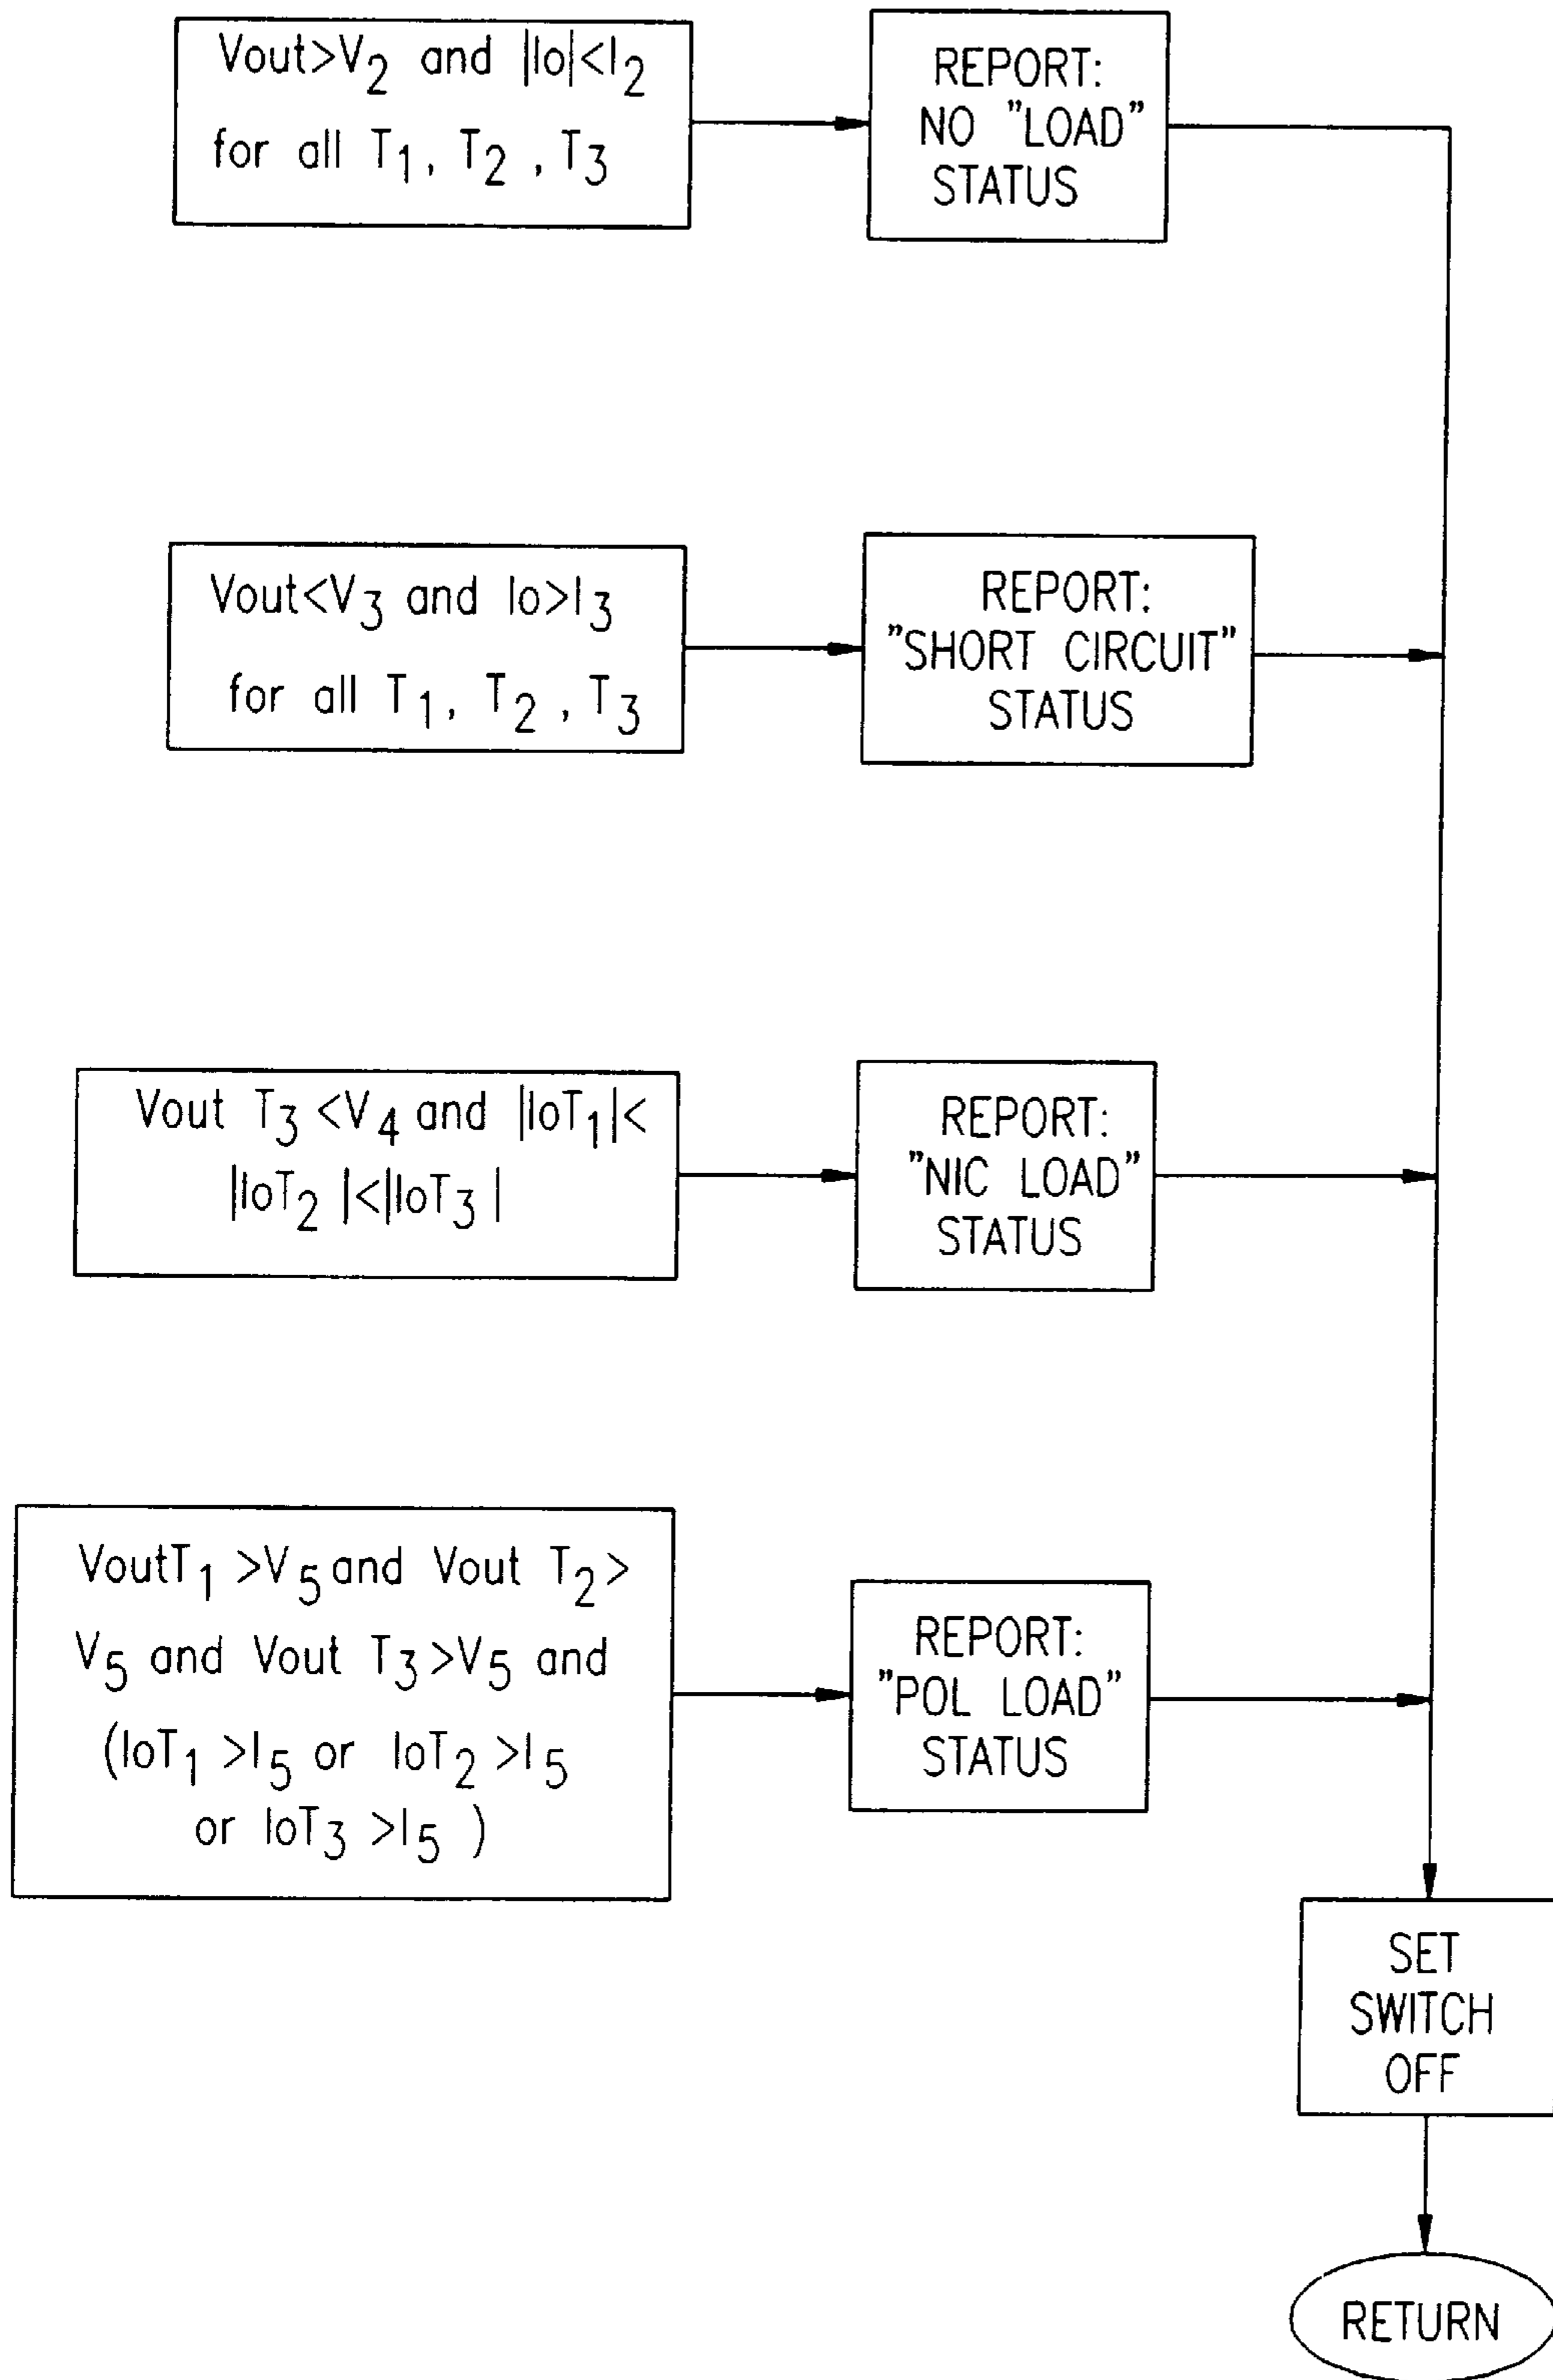 Vout>V₂ and |Io|<I₂
for all T₁, T₂ , T₃
REPORT:
NO "LOAD"
STATUS
Vout<V₃ and Io>I₃
for all T₁, T₂ , T₃
REPORT:
"SHORT CIRCUIT"
STATUS
Vout T₃ <V₄ and |IoT₁|<
|IoT₂ |<|IoT₃ |
REPORT:
"NIC LOAD"
STATUS
VoutT₁ >V₅ and Vout T₂>
V₅ and Vout T₃>V₅ and
(IoT₁ >I₅ or IoT₂ >I₅
or IoT₃ >I₅ )
REPORT:
"POL LOAD"
STATUS
SET
SWITCH
OFF
RETURN